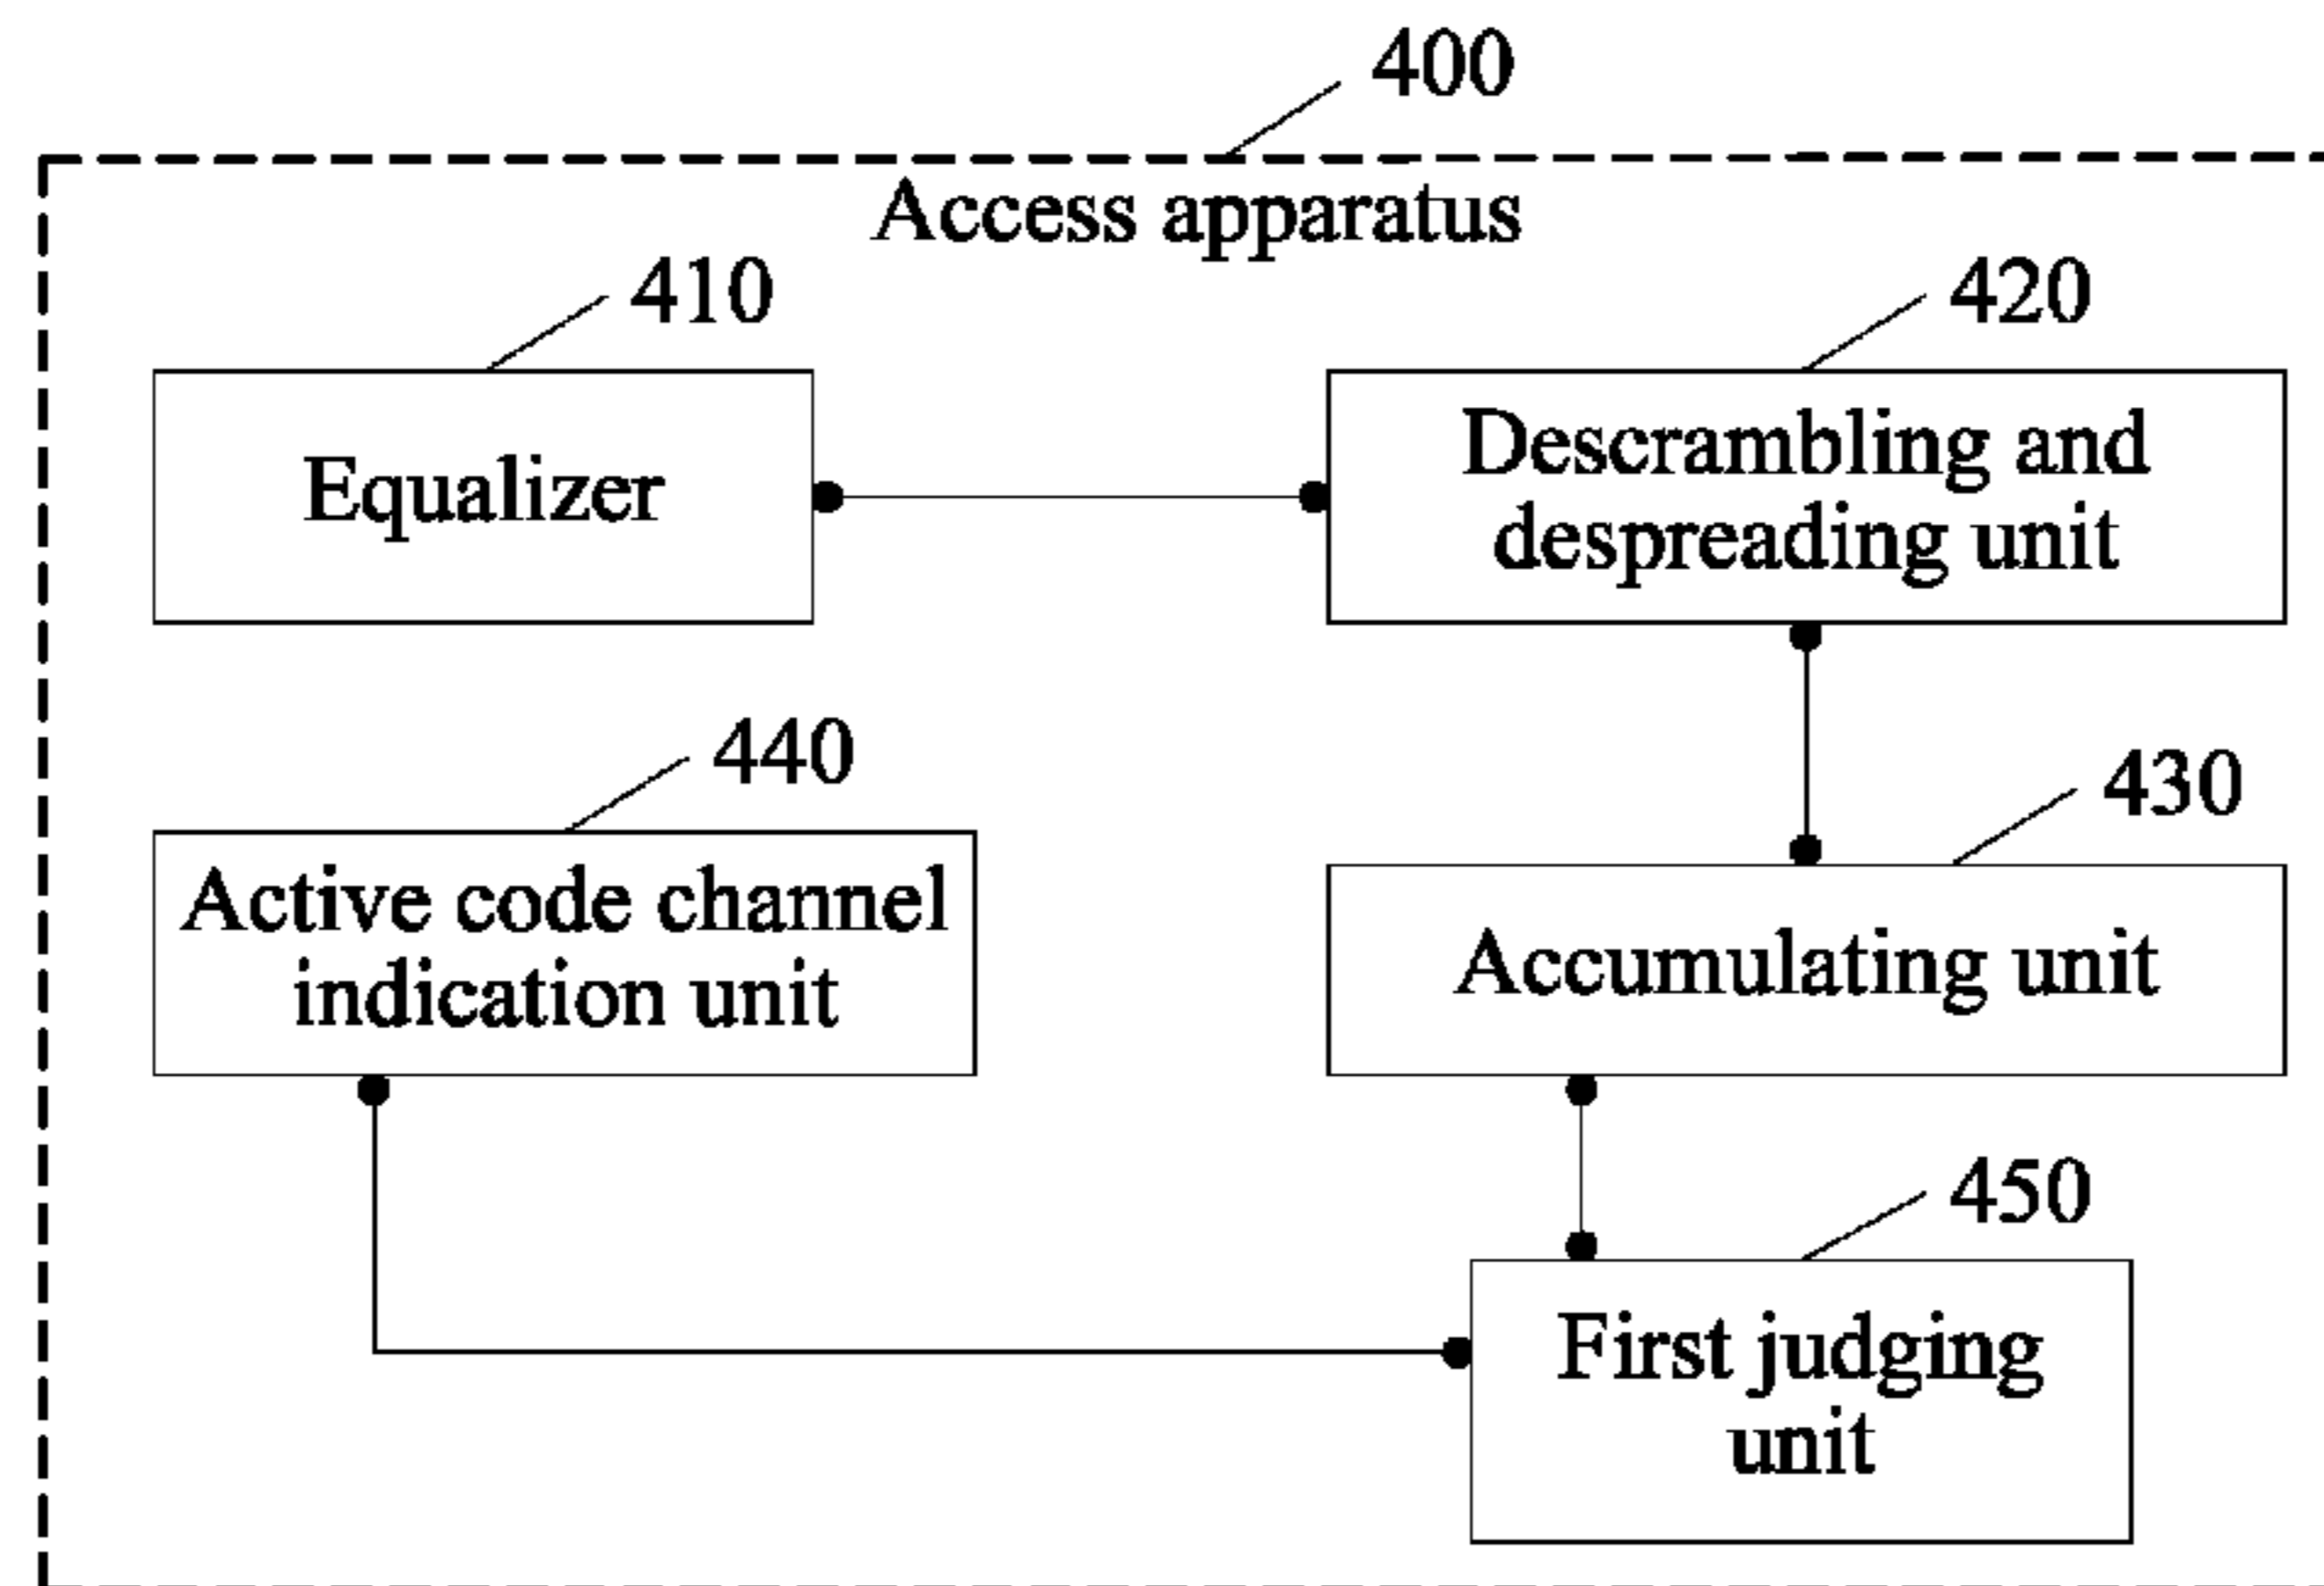 400
Access apparatus
410
420
Equalizer
Descrambling and
despreading unit
440
430
Active code channel
indication unit
Accumulating unit
450
First judging
unit